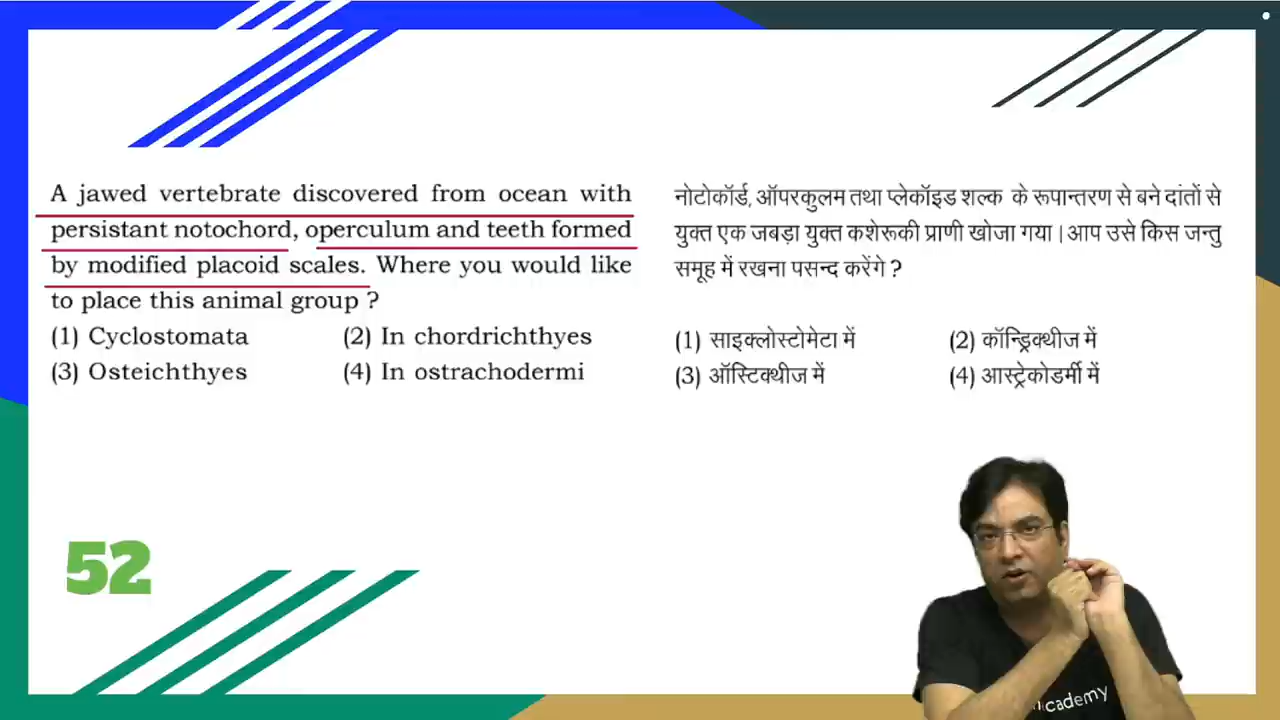 A jawed vertebrate discovered from ocean with
persistant notochord, operculum and teeth formed
by modified placoid scales. Where you would like
to place this animal group ?
(1) Cyclostomata (2) In chordrichthyes
(3) Osteichthyes (4) In ostrachodermi
नोटोकॉर्ड, ऑपरकुलम तथा प्लेकॉइड शल्क के रूपान्तरण से बने दांतों से
युक्त एक जबड़ा युक्त कशेरूकी प्राणी खोजा गया। आप उसे किस जन्तु
समूह में रखना पसन्द करेंगे ?
(1) साइक्लोस्टोमेटा में (2) कॉन्ड्रिक्थीज में
(3) ऑस्टिक्थीज में (4) आस्ट्रेकोडर्मी में
52